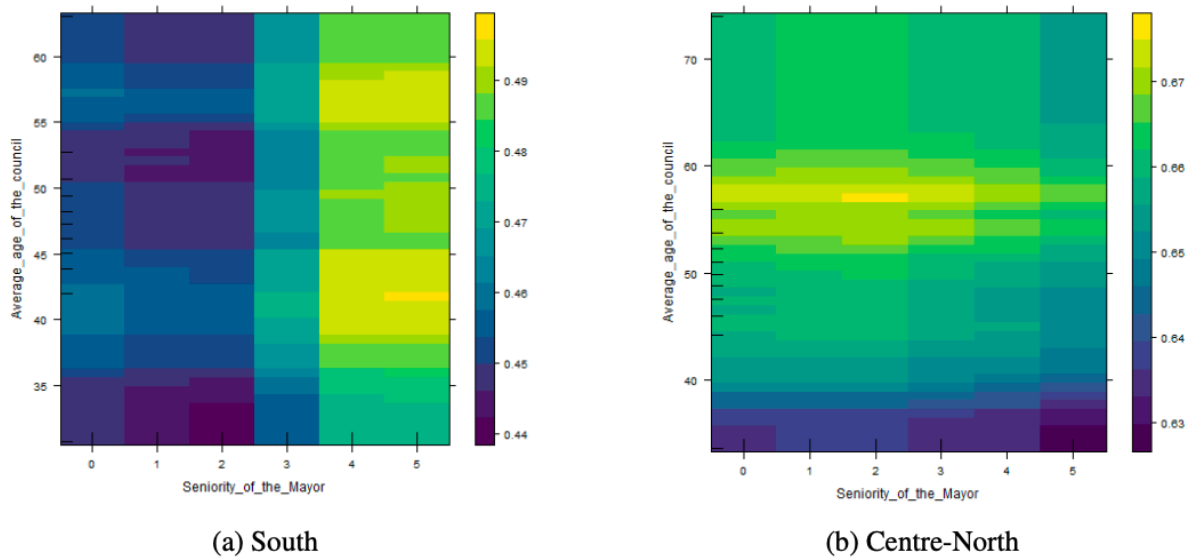 60
55
50
45
40
35
Average_age_of_the_council
0 1 2 3 4 5
Seniority_of_the_Mayor
0.49
0.48
0.47
0.46
0.45
0.44
(a) South
70
60
50
40
Average_age_of_the_council
0 1 2 3 4 5
Seniority_of_the_Mayor
0.67
0.66
0.65
0.64
0.63
(b) Centre-North